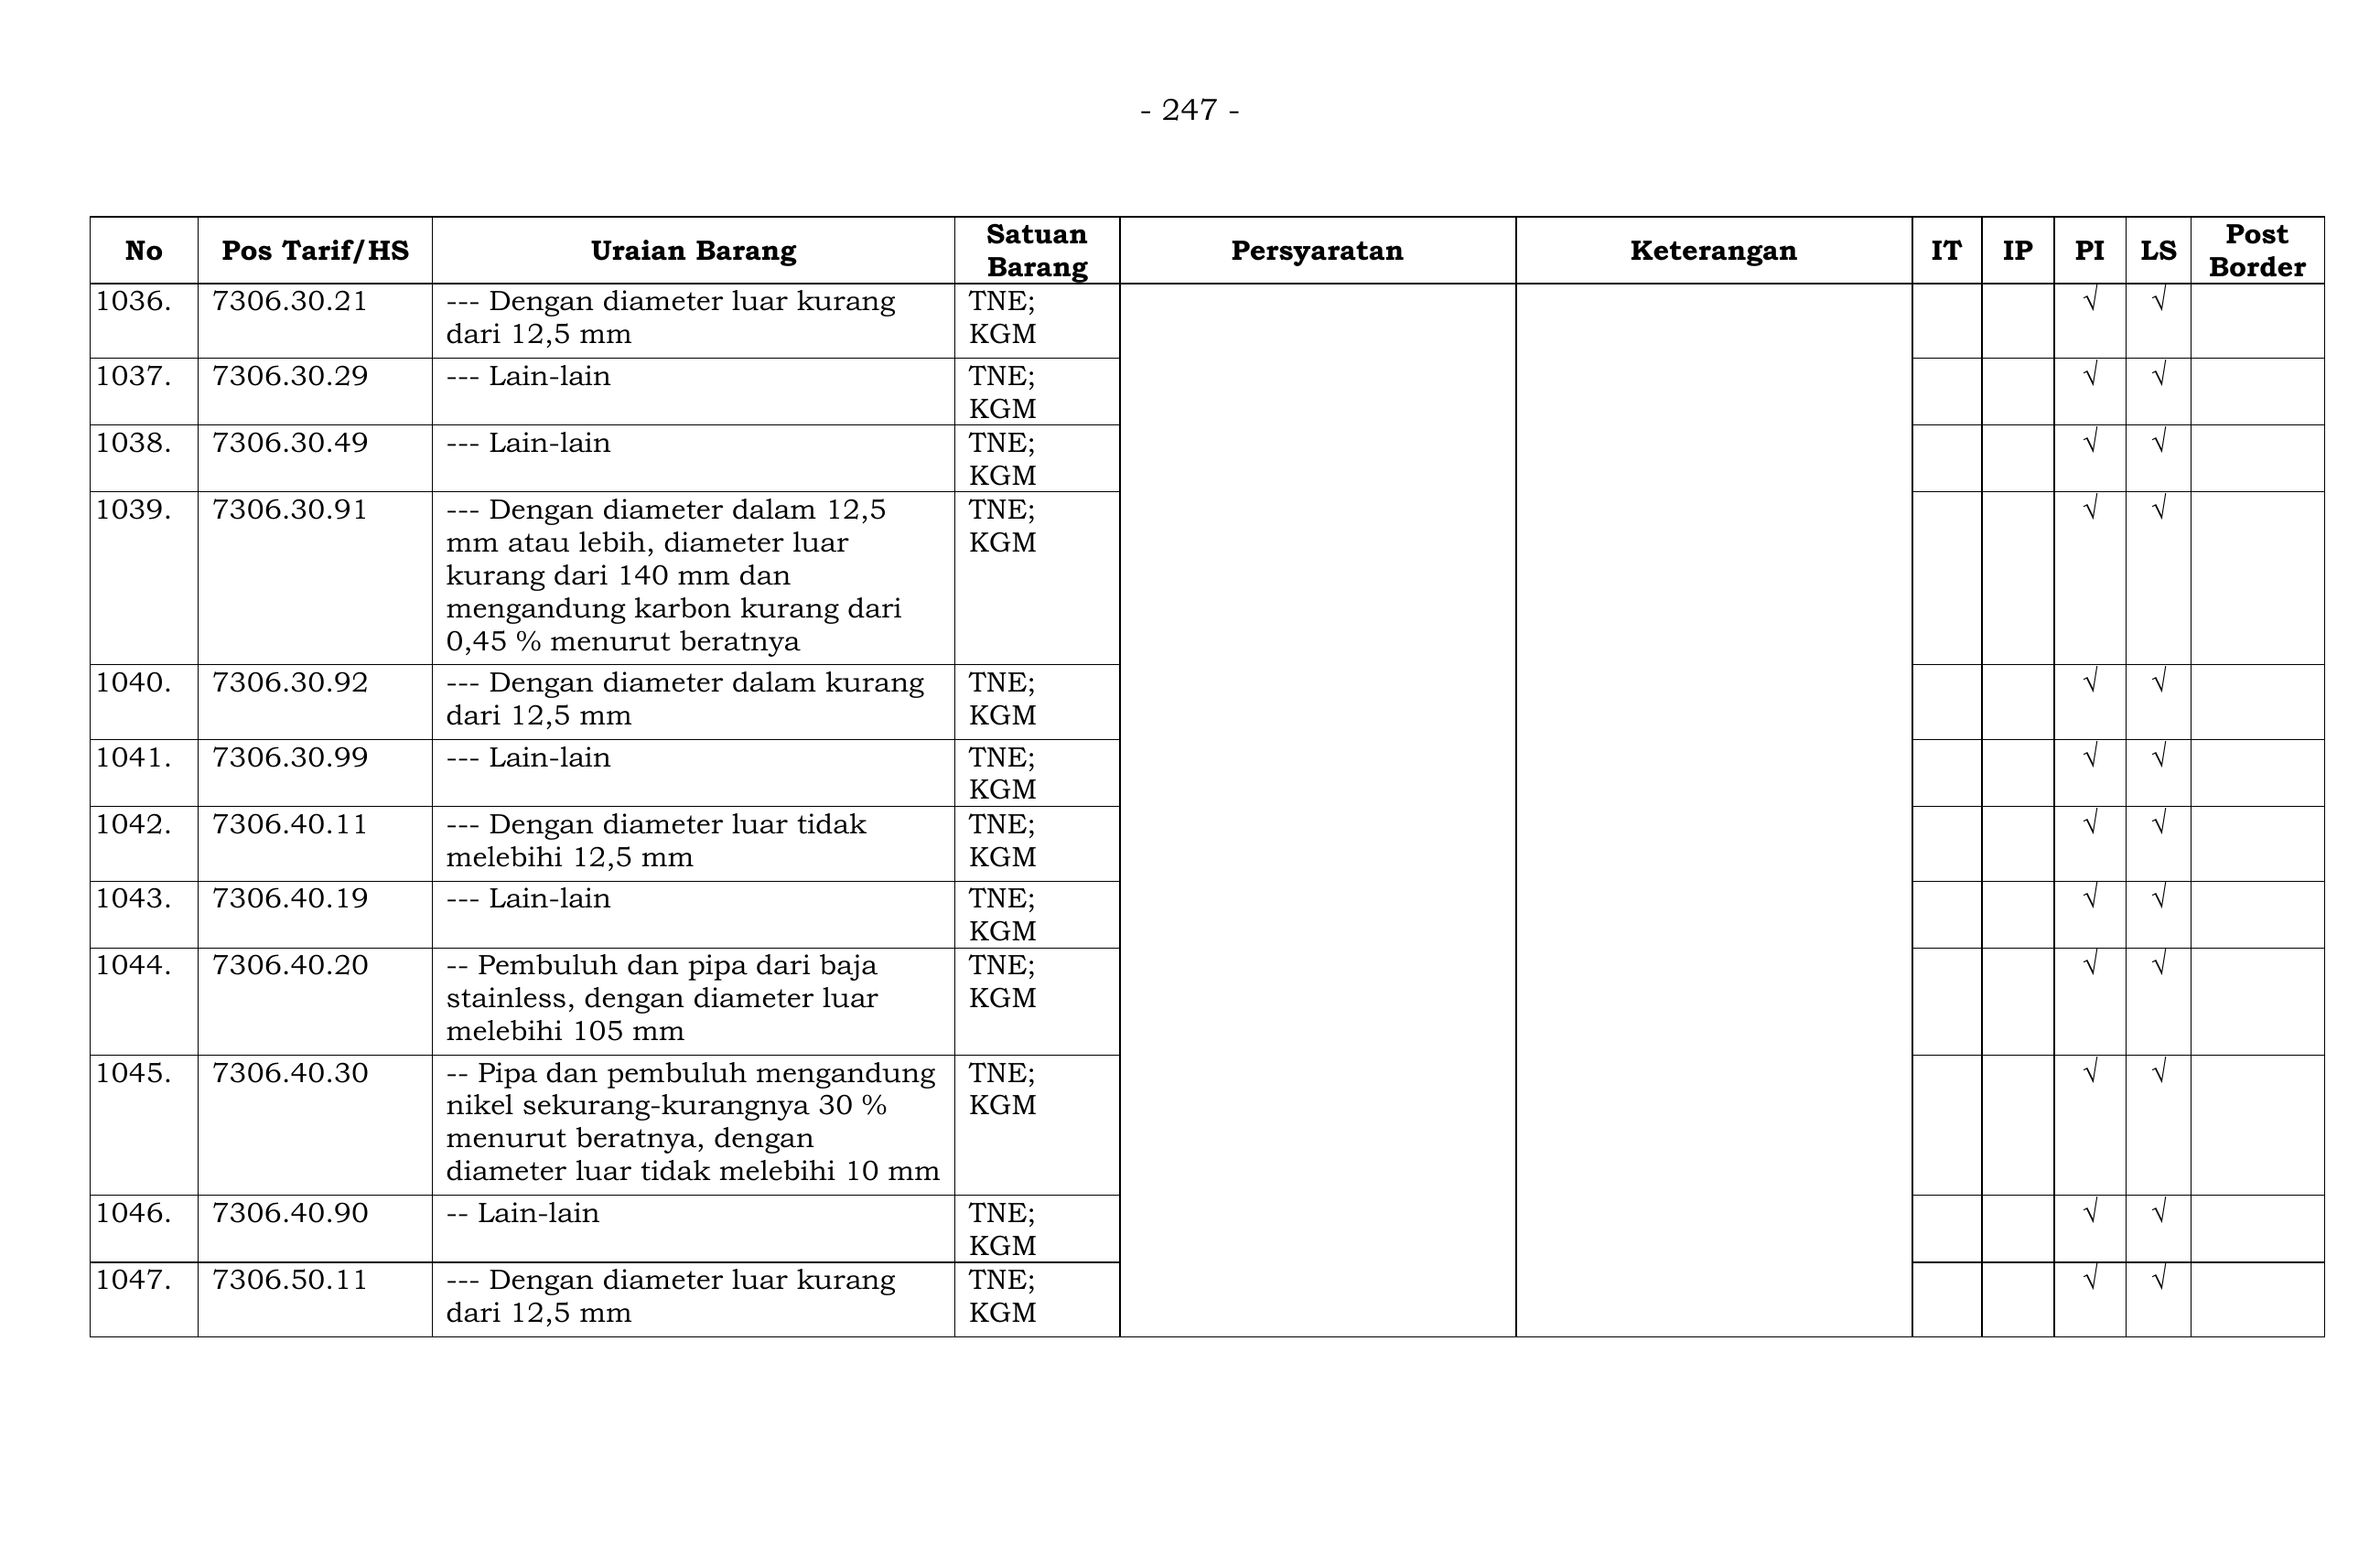 - 247 -
No Pos Tarif/HS Uraian Barang Satuan Barang Persyaratan Keterangan IT IP PI LS Post Border
1036. 7306.30.21 --- Dengan diameter luar kurang TNE; √ √
dari 12,5 mm KGM
1037. 7306.30.29 --- Lain-lain TNE; √ √
KGM
1038. 7306.30.49 --- Lain-lain TNE; √ √
KGM
1039. 7306.30.91 --- Dengan diameter dalam 12,5 TNE; √ √
mm atau lebih, diameter luar KGM
kurang dari 140 mm dan
mengandung karbon kurang dari
0,45 % menurut beratnya
1040. 7306.30.92 --- Dengan diameter dalam kurang TNE; √ √
dari 12,5 mm KGM
1041. 7306.30.99 --- Lain-lain TNE; √ √
KGM
1042. 7306.40.11 --- Dengan diameter luar tidak TNE; √ √
melebihi 12,5 mm KGM
1043. 7306.40.19 --- Lain-lain TNE; √ √
KGM
1044. 7306.40.20 -- Pembuluh dan pipa dari baja TNE; √ √
stainless, dengan diameter luar KGM
melebihi 105 mm
1045. 7306.40.30 -- Pipa dan pembuluh mengandung TNE; √ √
nikel sekurang-kurangnya 30 % KGM
menurut beratnya, dengan
diameter luar tidak melebihi 10 mm
1046. 7306.40.90 -- Lain-lain TNE; √ √
KGM
1047. 7306.50.11 --- Dengan diameter luar kurang TNE; √ √
dari 12,5 mm KGM